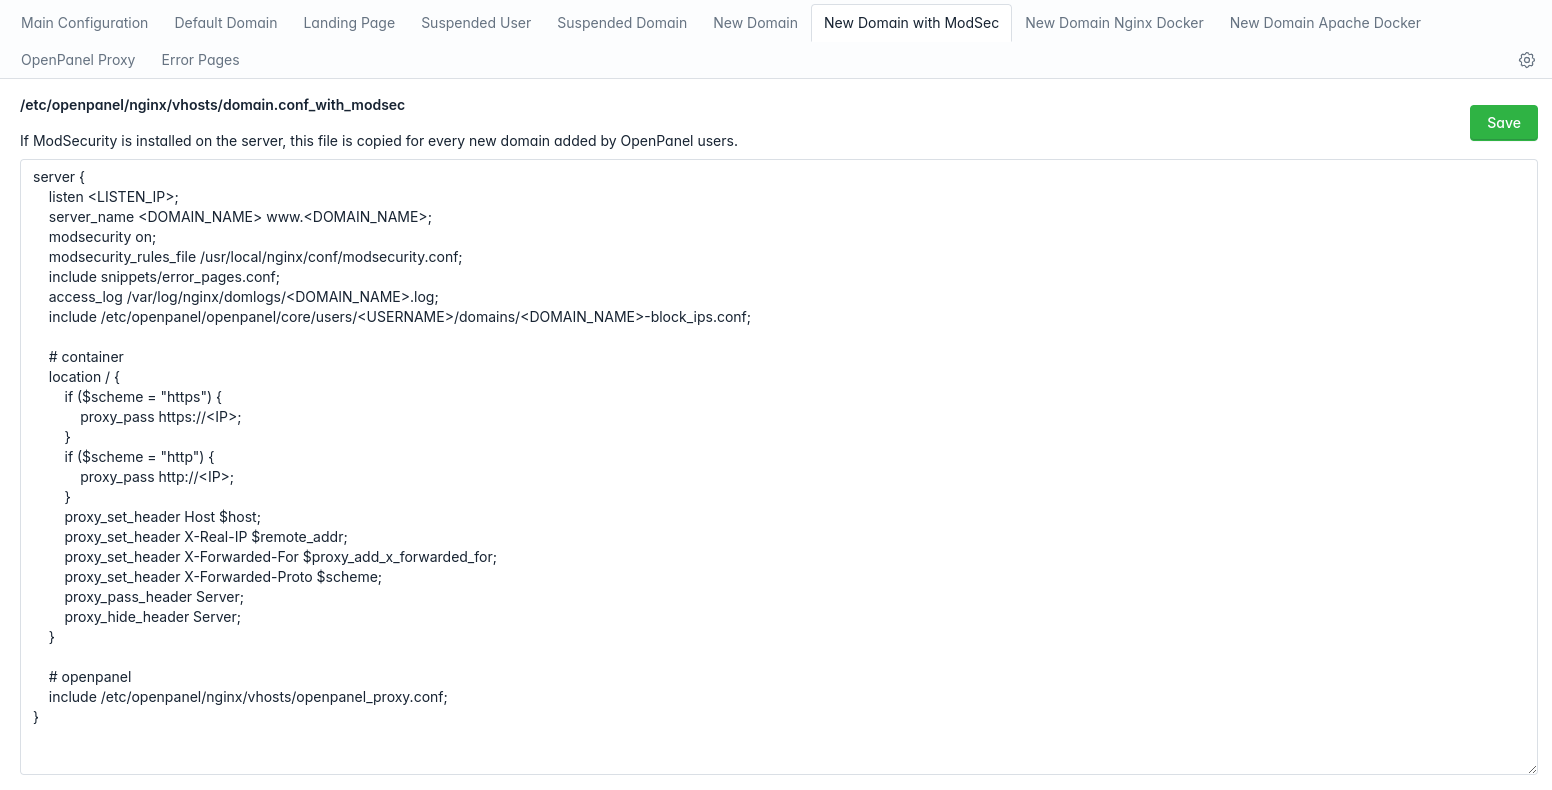 Main Configuration Default Domain Landing Page Suspended User Suspended Domain New Domain New Domain with ModSec New Domain Nginx Docker New Domain Apache Docker
OpenPanel Proxy Error Pages
/etc/openpanel/nginx/vhosts/domain.conf_with_modsec
Save
If ModSecurity is installed on the server, this file is copied for every new domain added by OpenPanel users.
server {
    listen <LISTEN_IP>;
    server_name <DOMAIN_NAME> www.<DOMAIN_NAME>;
    modsecurity on;
    modsecurity_rules_file /usr/local/nginx/conf/modsecurity.conf;
    include snippets/error_pages.conf;
    access_log /var/log/nginx/domlogs/<DOMAIN_NAME>.log;
    include /etc/openpanel/openpanel/core/users/<USERNAME>/domains/<DOMAIN_NAME>-block_ips.conf;

    # container
    location / {
        if ($scheme = "https") {
            proxy_pass https://<IP>;
        }
        if ($scheme = "http") {
            proxy_pass http://<IP>;
        }
        proxy_set_header Host $host;
        proxy_set_header X-Real-IP $remote_addr;
        proxy_set_header X-Forwarded-For $proxy_add_x_forwarded_for;
        proxy_set_header X-Forwarded-Proto $scheme;
        proxy_pass_header Server;
        proxy_hide_header Server;
    }

    # openpanel
    include /etc/openpanel/nginx/vhosts/openpanel_proxy.conf;
}